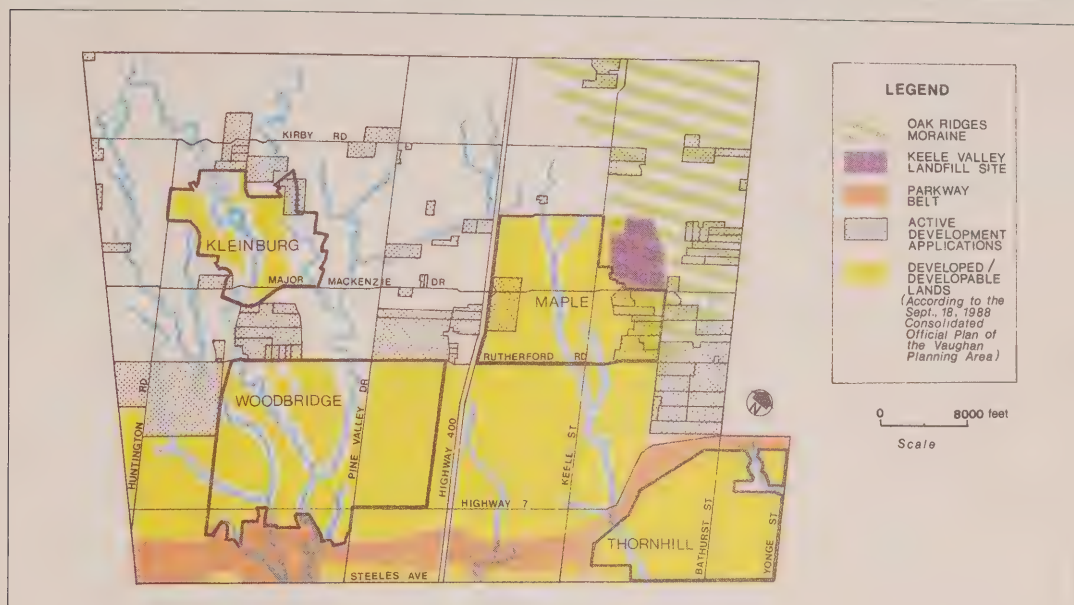 KIRBY RD
KLEINBURG
MAJOR MACKENZIE DR
MAPLE
RUTHERFORD RD
WOODBRIDGE
HUNTINGTON RD
PINE VALLEY DR
HIGHWAY 400
KEELE ST
HIGHWAY 7
THORNHILL
BATHURST ST
YONGE ST
STEELES AVE
LEGEND
OAK RIDGES
MORAINE
KEELE VALLEY
LANDFILL SITE
PARKWAY
BELT
ACTIVE
DEVELOPMENT
APPLICATIONS
DEVELOPED /
DEVELOPABLE
LANDS
(According to the
Sept., 18, 1988
Consolidated
Official Plan of
the Vaughan
Planning Area)
N
0 8000 feet
Scale